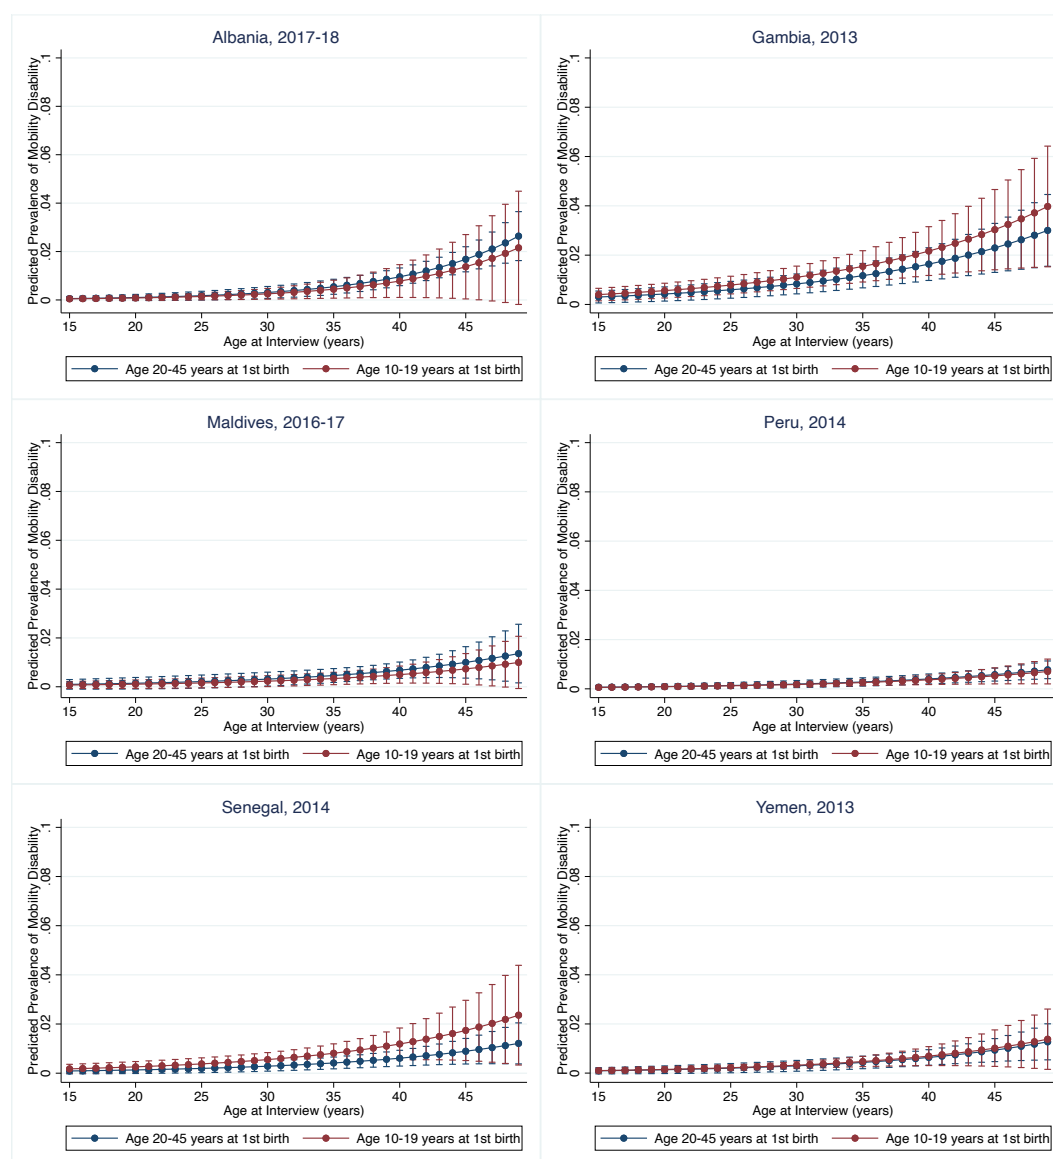 Albania, 2017-18
Predicted Prevalence of Mobility Disability
.1
.08
.06
.04
.02
0
15 20 25 30 35 40 45
Age at Interview (years)
Age 20-45 years at 1st birth Age 10-19 years at 1st birth
Gambia, 2013
Predicted Prevalence of Mobility Disability
.1
.08
.06
.04
.02
0
15 20 25 30 35 40 45
Age at Interview (years)
Age 20-45 years at 1st birth Age 10-19 years at 1st birth
Maldives, 2016-17
Predicted Prevalence of Mobility Disability
.1
.08
.06
.04
.02
0
15 20 25 30 35 40 45
Age at Interview (years)
Age 20-45 years at 1st birth Age 10-19 years at 1st birth
Peru, 2014
Predicted Prevalence of Mobility Disability
.1
.08
.06
.04
.02
0
15 20 25 30 35 40 45
Age at Interview (years)
Age 20-45 years at 1st birth Age 10-19 years at 1st birth
Senegal, 2014
Predicted Prevalence of Mobility Disability
.1
.08
.06
.04
.02
0
15 20 25 30 35 40 45
Age at Interview (years)
Age 20-45 years at 1st birth Age 10-19 years at 1st birth
Yemen, 2013
Predicted Prevalence of Mobility Disability
.1
.08
.06
.04
.02
0
15 20 25 30 35 40 45
Age at Interview (years)
Age 20-45 years at 1st birth Age 10-19 years at 1st birth